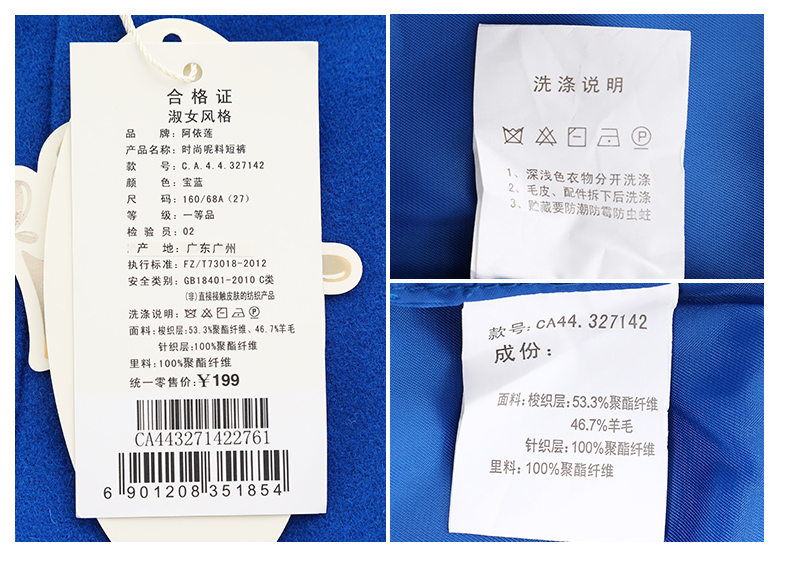 合格证
淑女风格
品 牌: 阿依莲
产品名称: 时尚呢料短裤
款 号: C.A.4.4.327142
颜 色: 宝蓝
尺 码: 160/68A (27)
等 级: 一等品
检 验 员: 02
产 地: 广东广州
执行标准: FZ/T73018-2012
安全类别: GB18401-2010 C类
(非)直接接触皮肤的纺织产品
洗涤说明:
面料: 梭织层: 53.3%聚酯纤维、46.7%羊毛
针织层: 100%聚酯纤维
里料: 100%聚酯纤维
统一零售价: ¥199
CA443271422761
6 901208 351854
洗涤说明
P
1、深浅色衣物分开洗涤
2、毛皮、配件拆下后洗涤
3、贮藏要防潮防霉防虫蛀
款号: CA44.327142
成份:
面料: 梭织层: 53.3%聚酯纤维
46.7%羊毛
针织层: 100%聚酯纤维
里料: 100%聚酯纤维